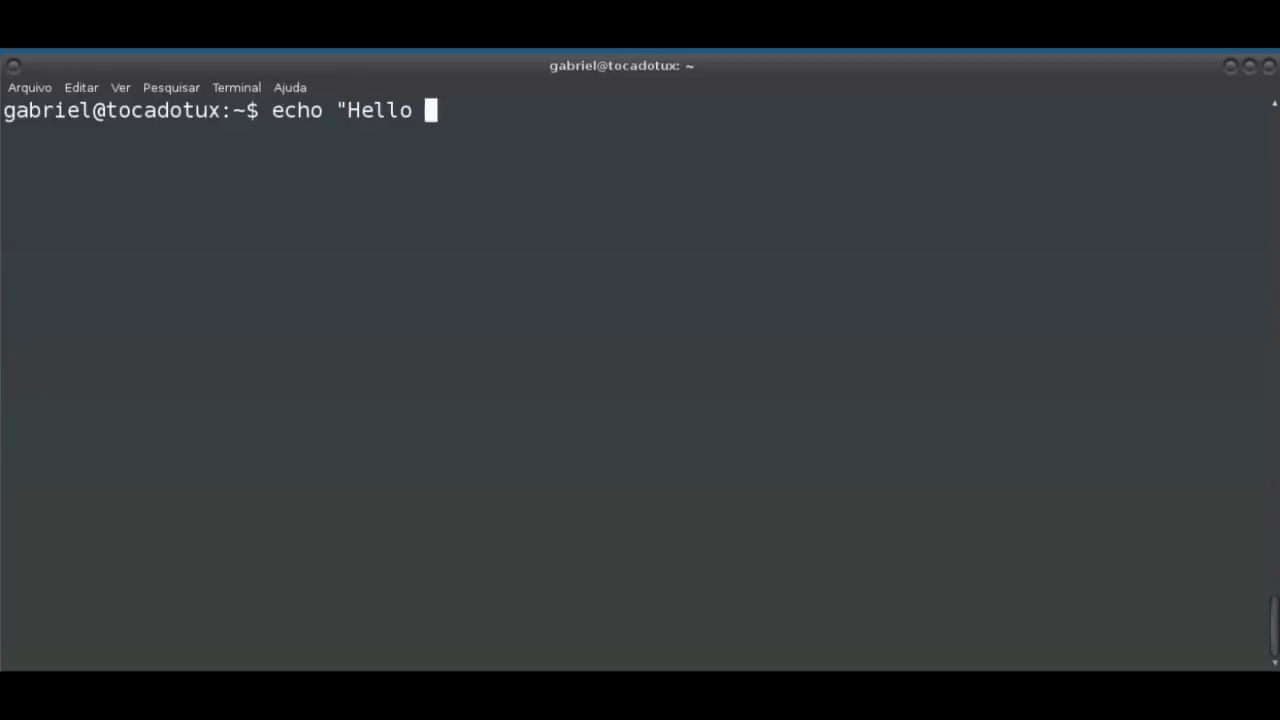 gabriel@tocadotux: ~
Arquivo Editar Ver Pesquisar Terminal Ajuda
gabriel@tocadotux:~$ echo "Hello